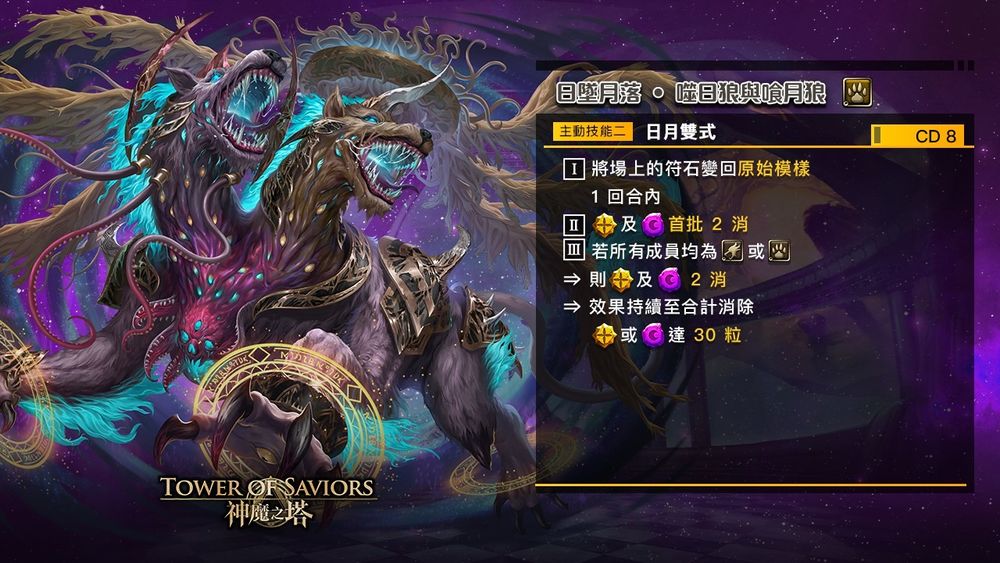 日墜月落。噬日狼與喰月狼
主動技能二 日月雙式 CD 8
I 將場上的符石變回原始模樣
1 回合內
II 及 首批 2 消
III 若所有成員均為 或
⇒ 則 及 2 消
⇒ 效果持續至合計消除
或 達 30 粒
TOWER OF SAVIORS
神魔之塔